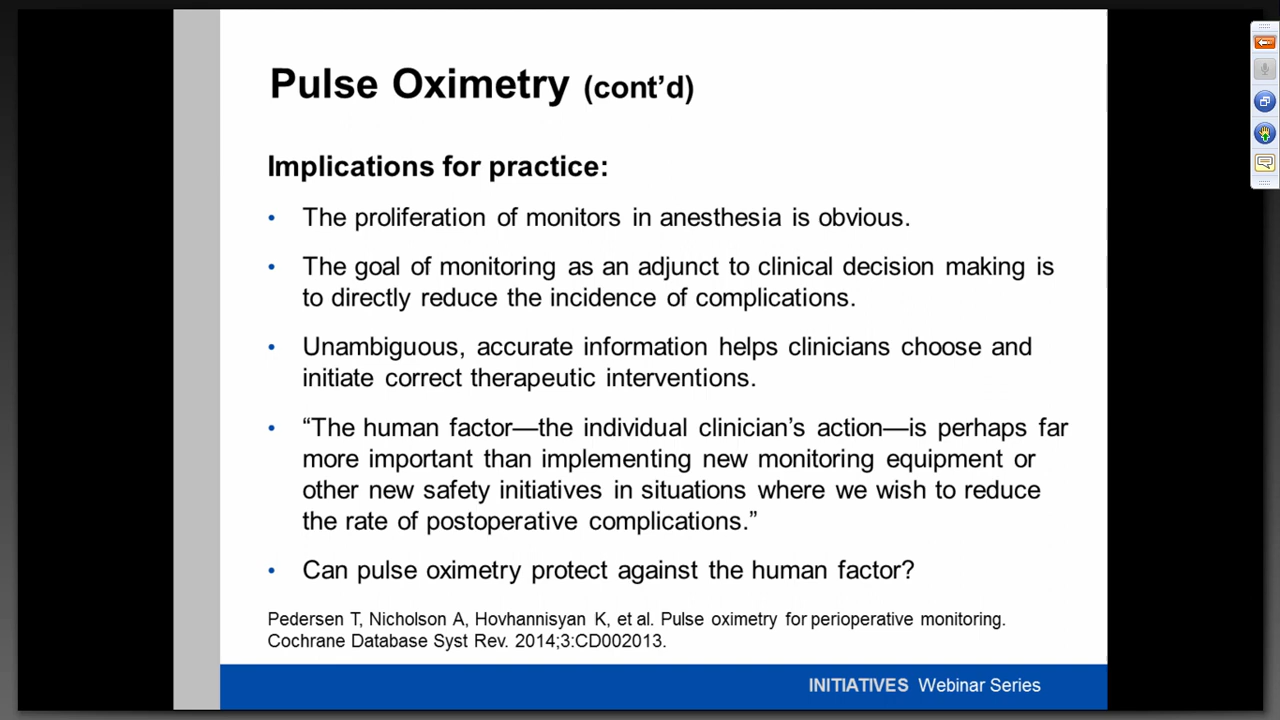 Pulse Oximetry (cont’d)
Implications for practice:
• The proliferation of monitors in anesthesia is obvious.
• The goal of monitoring as an adjunct to clinical decision making is
to directly reduce the incidence of complications.
• Unambiguous, accurate information helps clinicians choose and
initiate correct therapeutic interventions.
• “The human factor—the individual clinician’s action—is perhaps far
more important than implementing new monitoring equipment or
other new safety initiatives in situations where we wish to reduce
the rate of postoperative complications.”
• Can pulse oximetry protect against the human factor?
Pedersen T, Nicholson A, Hovhannisyan K, et al. Pulse oximetry for perioperative monitoring.
Cochrane Database Syst Rev. 2014;3:CD002013.
INITIATIVES Webinar Series